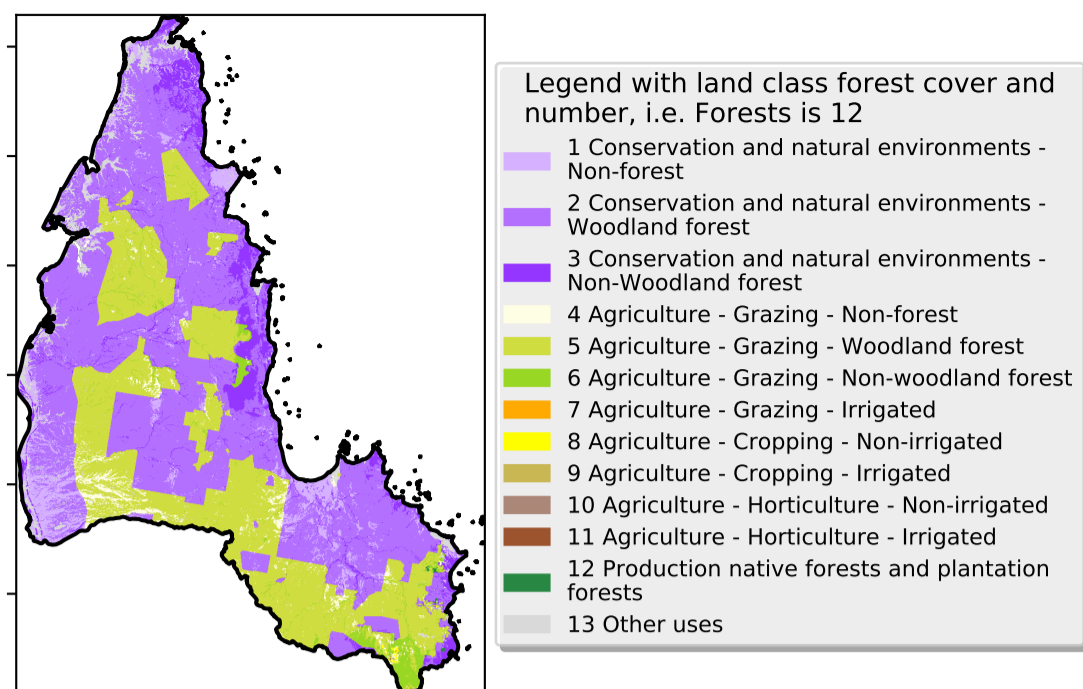 Legend with land class forest cover and
number, i.e. Forests is 12
1 Conservation and natural environments -
Non-forest
2 Conservation and natural environments -
Woodland forest
3 Conservation and natural environments -
Non-Woodland forest
4 Agriculture - Grazing - Non-forest
5 Agriculture - Grazing - Woodland forest
6 Agriculture - Grazing - Non-woodland forest
7 Agriculture - Grazing - Irrigated
8 Agriculture - Cropping - Non-irrigated
9 Agriculture - Cropping - Irrigated
10 Agriculture - Horticulture - Non-irrigated
11 Agriculture - Horticulture - Irrigated
12 Production native forests and plantation
forests
13 Other uses